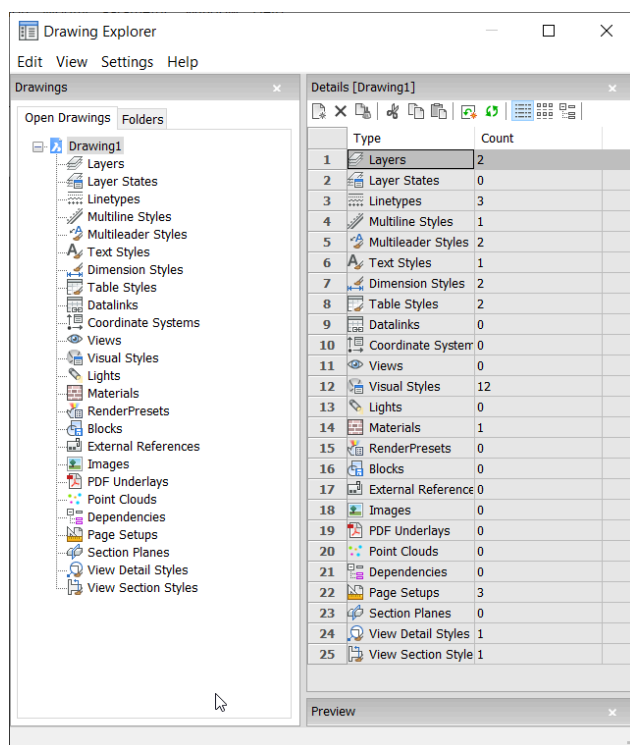 Drawing Explorer
Edit View Settings Help
Drawings
Open Drawings Folders
Drawing1
Layers
Layer States
Linetypes
Multiline Styles
Multileader Styles
Text Styles
Dimension Styles
Table Styles
Datalinks
Coordinate Systems
Views
Visual Styles
Lights
Materials
RenderPresets
Blocks
External References
Images
PDF Underlays
Point Clouds
Dependencies
Page Setups
Section Planes
View Detail Styles
View Section Styles
Details [Drawing1]
Type Count
1 Layers 2
2 Layer States 0
3 Linetypes 3
4 Multiline Styles 1
5 Multileader Styles 2
6 Text Styles 1
7 Dimension Styles 2
8 Table Styles 2
9 Datalinks 0
10 Coordinate System 0
11 Views 0
12 Visual Styles 12
13 Lights 0
14 Materials 1
15 RenderPresets 0
16 Blocks 0
17 External Reference 0
18 Images 0
19 PDF Underlays 0
20 Point Clouds 0
21 Dependencies 0
22 Page Setups 3
23 Section Planes 0
24 View Detail Styles 1
25 View Section Style 1
Preview